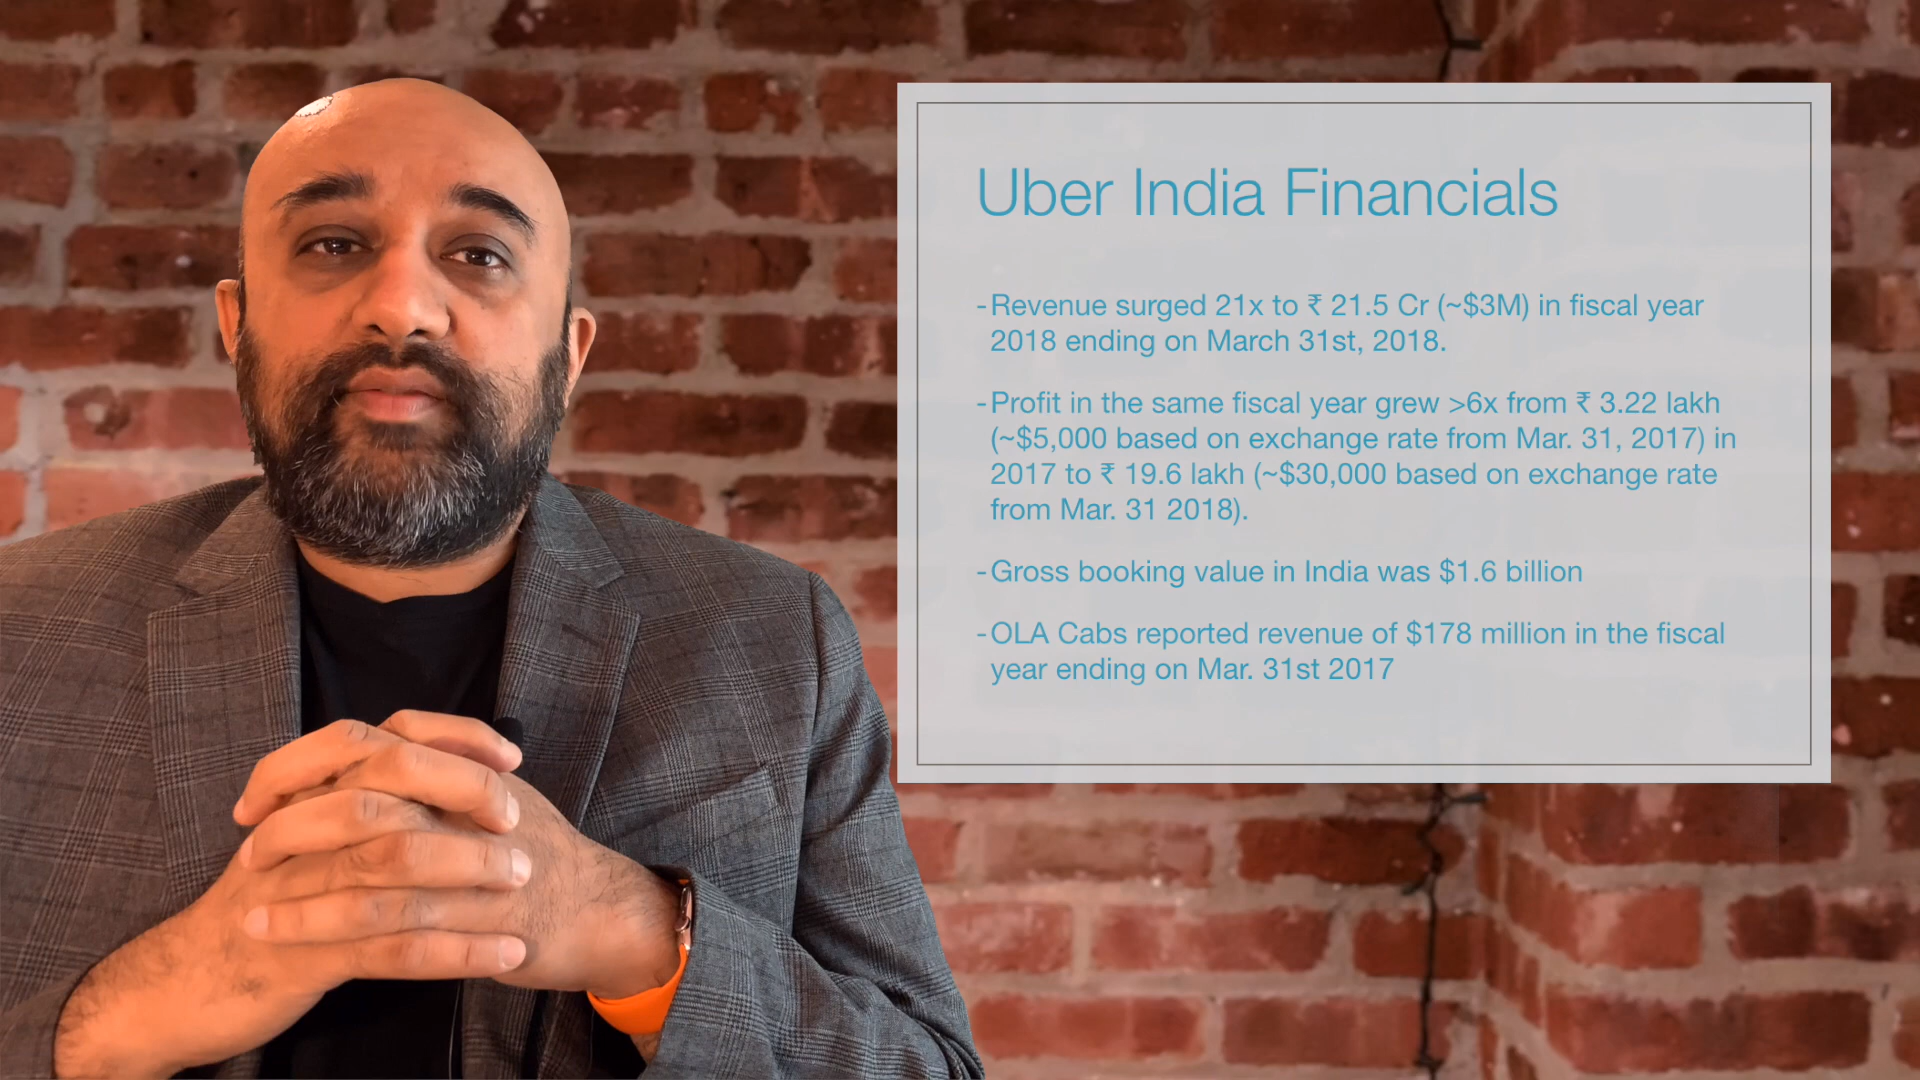 Uber India Financials
-Revenue surged 21x to ₹ 21.5 Cr (~$3M) in fiscal year
2018 ending on March 31st, 2018.
-Profit in the same fiscal year grew >6x from ₹ 3.22 lakh
(~$5,000 based on exchange rate from Mar. 31, 2017) in
2017 to ₹ 19.6 lakh (~$30,000 based on exchange rate
from Mar. 31 2018).
-Gross booking value in India was $1.6 billion
-OLA Cabs reported revenue of $178 million in the fiscal
year ending on Mar. 31st 2017